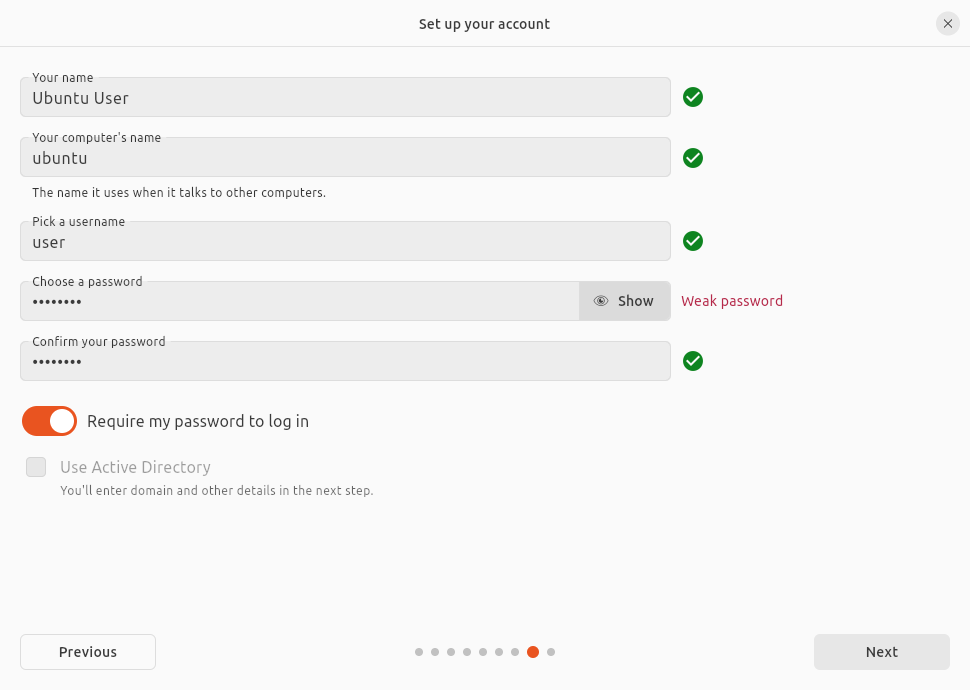 Set up your account
Your name
Ubuntu User
Your computer's name
ubuntu
The name it uses when it talks to other computers.
Pick a username
user
Choose a password
••••••••
Show
Weak password
Confirm your password
••••••••
Require my password to log in
Use Active Directory
You'll enter domain and other details in the next step.
Previous
Next